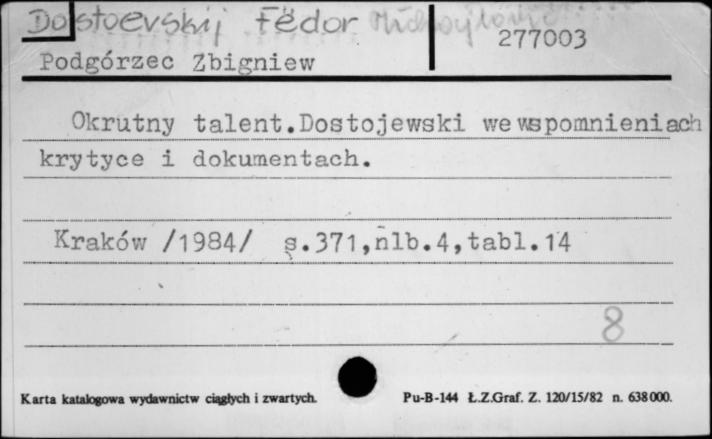 Dostoevskij Fëdor Michajlovič
277003
Podgórzec Zbigniew
Okrutny talent.Dostojewski we wspomnieniach
krytyce i dokumentach.
Kraków /1984/ s.371,nlb.4,tabl.14
8
Karta katalogowa wydawnictw ciągłych i zwartych.
Pu-B-144 Ł.Z.Graf. Z. 120/15/82 n. 638000.